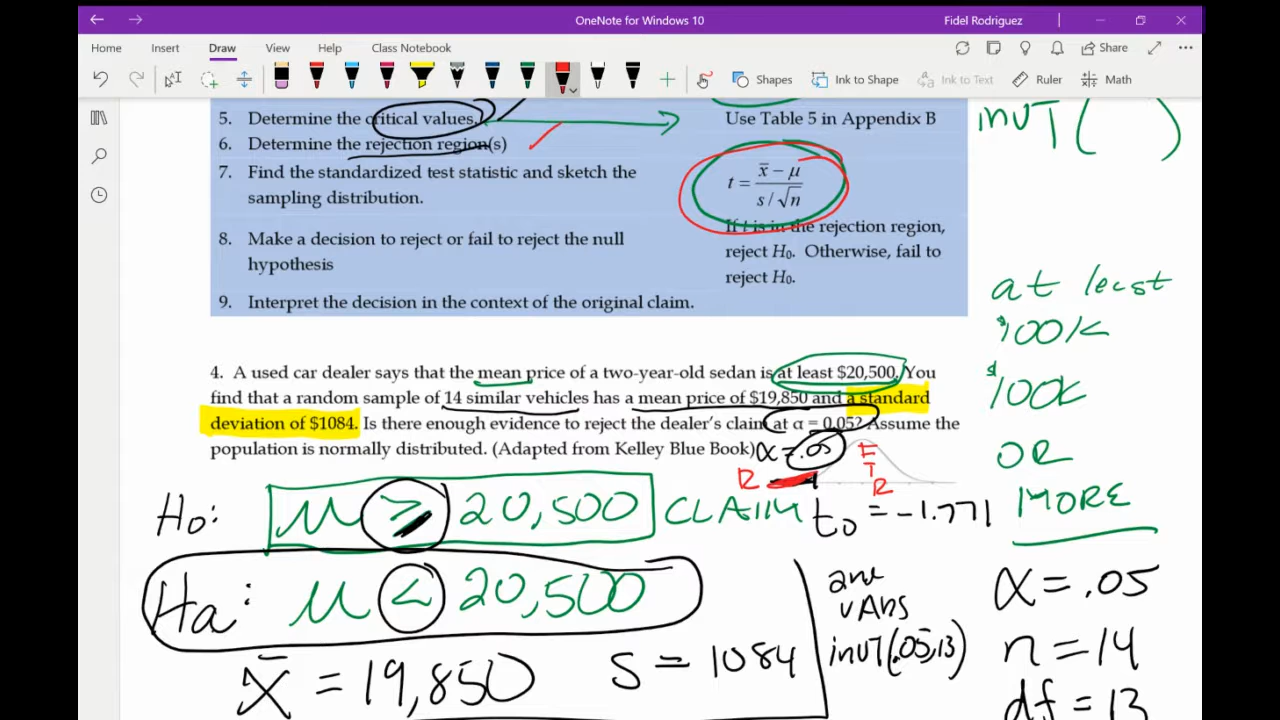 OneNote for Windows 10
Fidel Rodriguez
Home Insert Draw View Help Class Notebook Share
Shapes Ink to Shape Ink to Text Ruler Math
5. Determine the critical values.
Use Table 5 in Appendix B
invT( )
6. Determine the rejection region(s)
7. Find the standardized test statistic and sketch the
sampling distribution.
t = x̄ − μ / s / √n
8. Make a decision to reject or fail to reject the null
hypothesis
If t is in the rejection region,
reject H₀. Otherwise, fail to
reject H₀.
9. Interpret the decision in the context of the original claim.
at least
$100K
$100K
OR
MORE
4. A used car dealer says that the mean price of a two-year-old sedan is at least $20,500. You
find that a random sample of 14 similar vehicles has a mean price of $19,850 and a standard
deviation of $1084. Is there enough evidence to reject the dealer's claim at α = 0.05? Assume the
population is normally distributed. (Adapted from Kelley Blue Book)
α = .05
R
F
T
R
Ho: μ ≥ 20,500 CLAIM
t₀ = -1.771
Ha: μ < 20,500
x̄ = 19,850 s = 1084
2nd
VARS
invT(.05,13)
α = .05
n = 14
df = 13